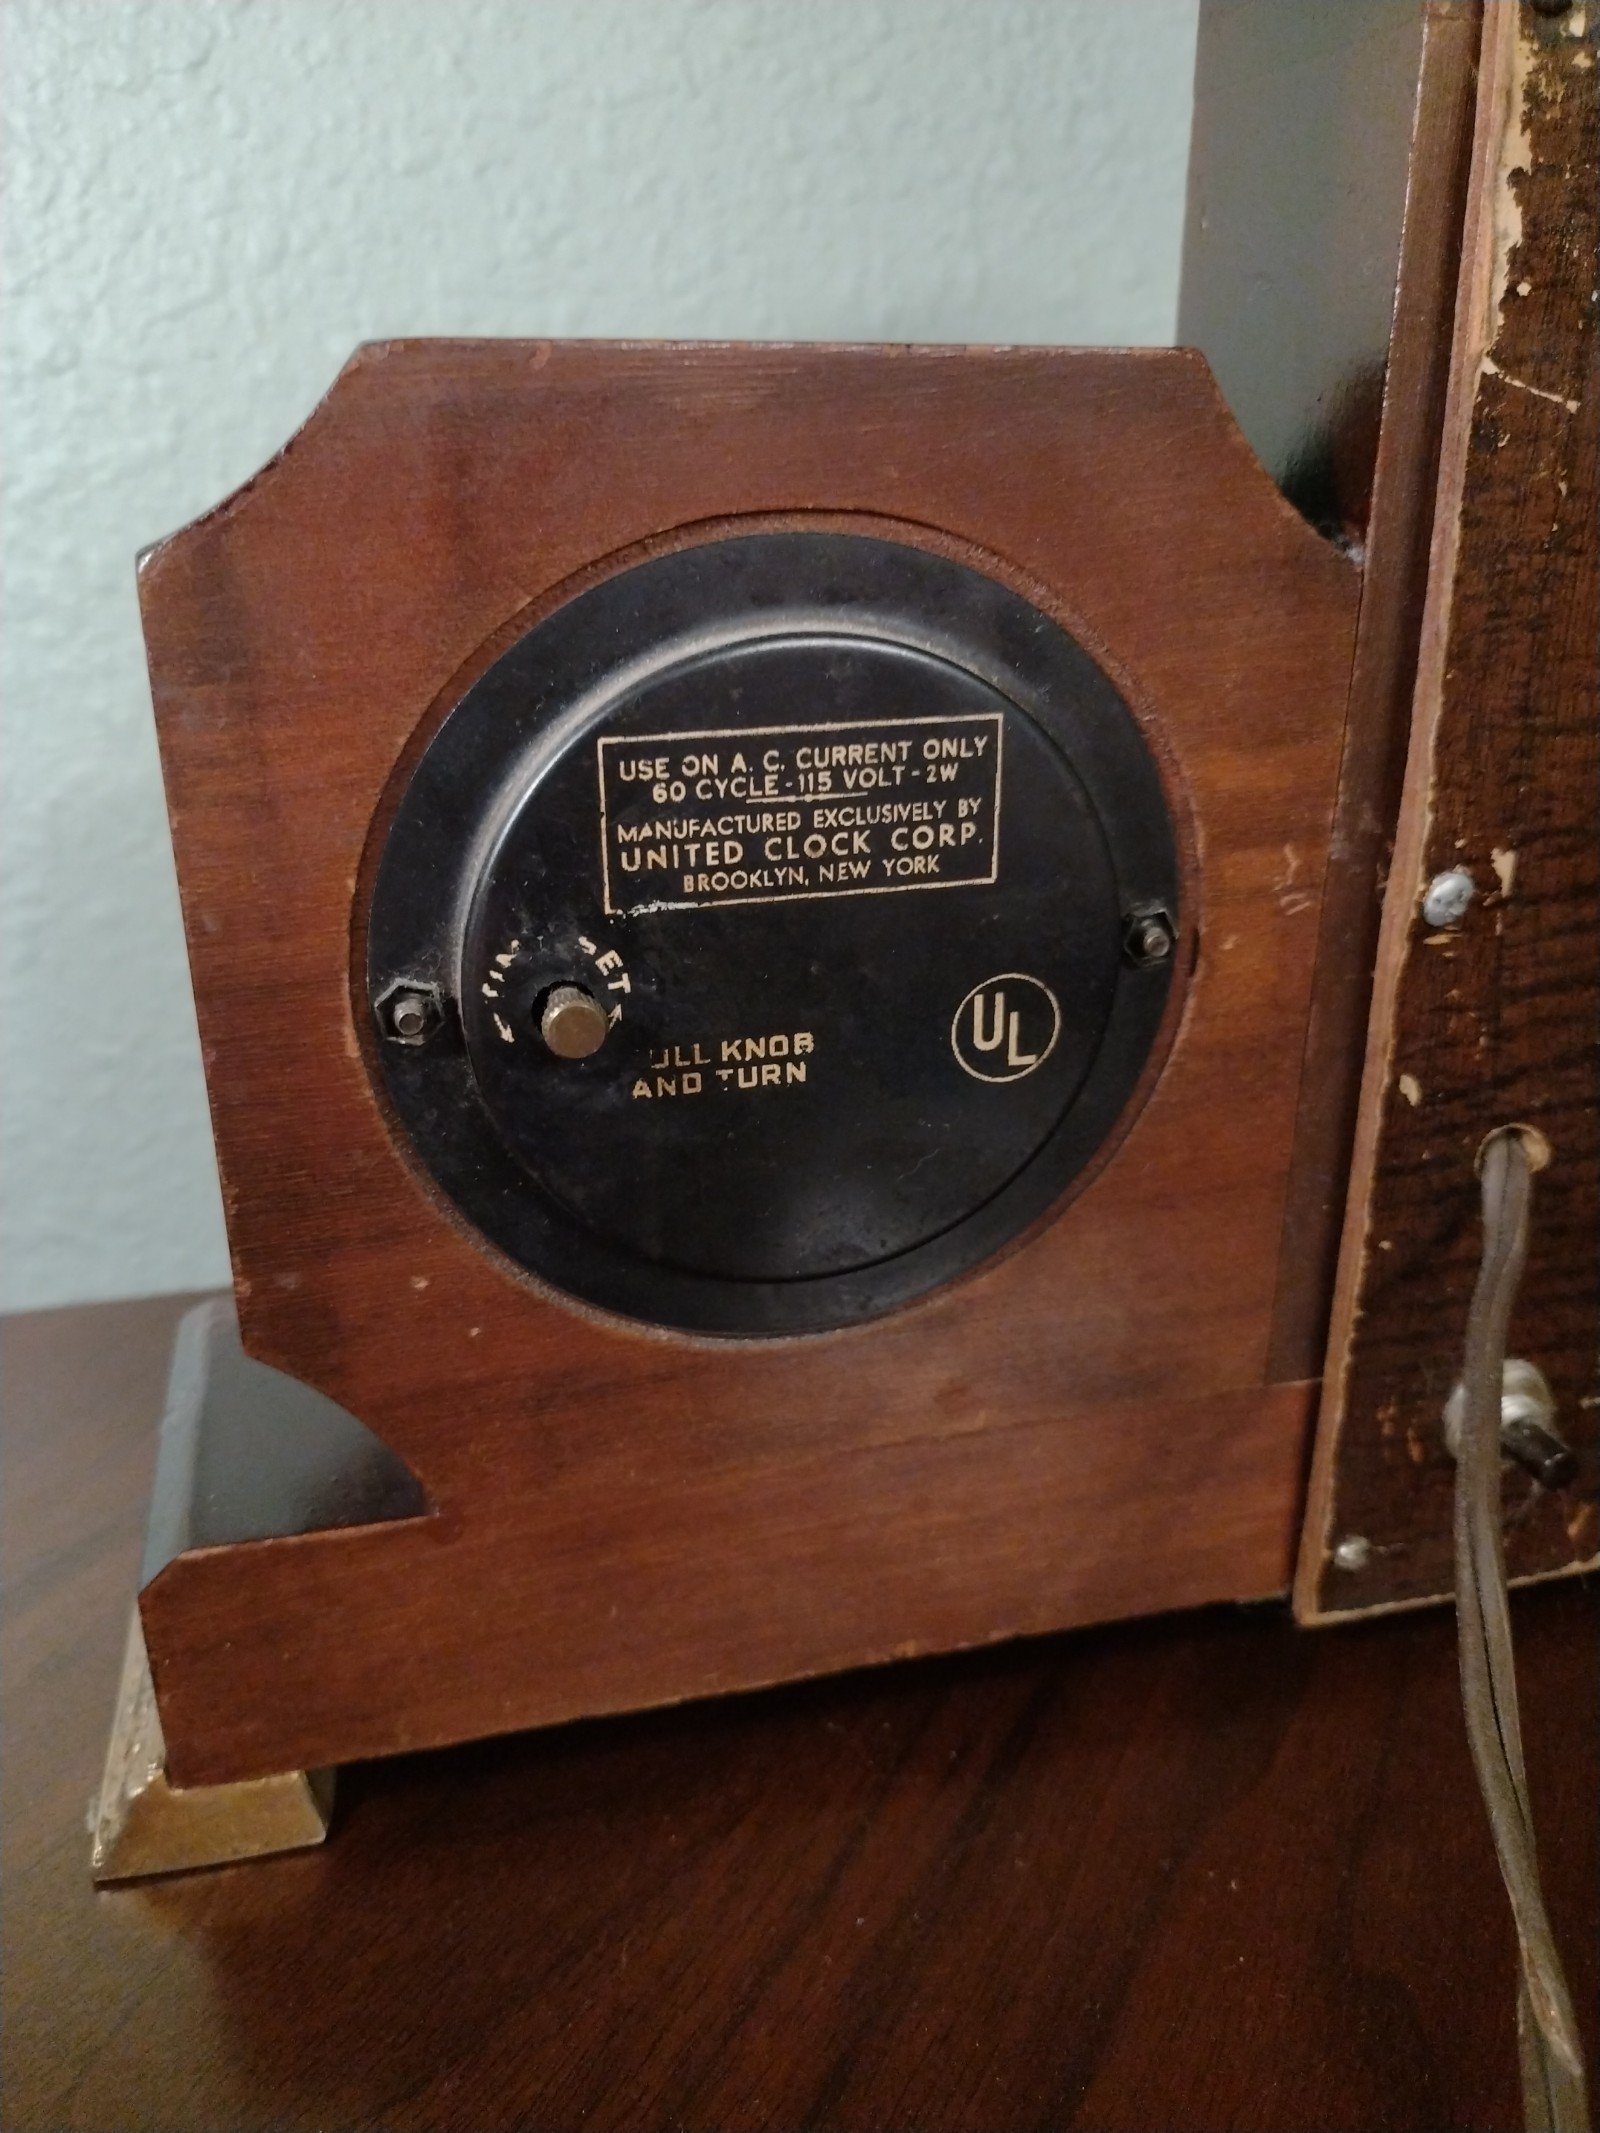 USE ON A. C. CURRENT ONLY
60 CYCLE - 115 VOLT - 2W
MANUFACTURED EXCLUSIVELY BY
UNITED CLOCK CORP.
BROOKLYN, NEW YORK
SET
KNOB
AND TURN
UL